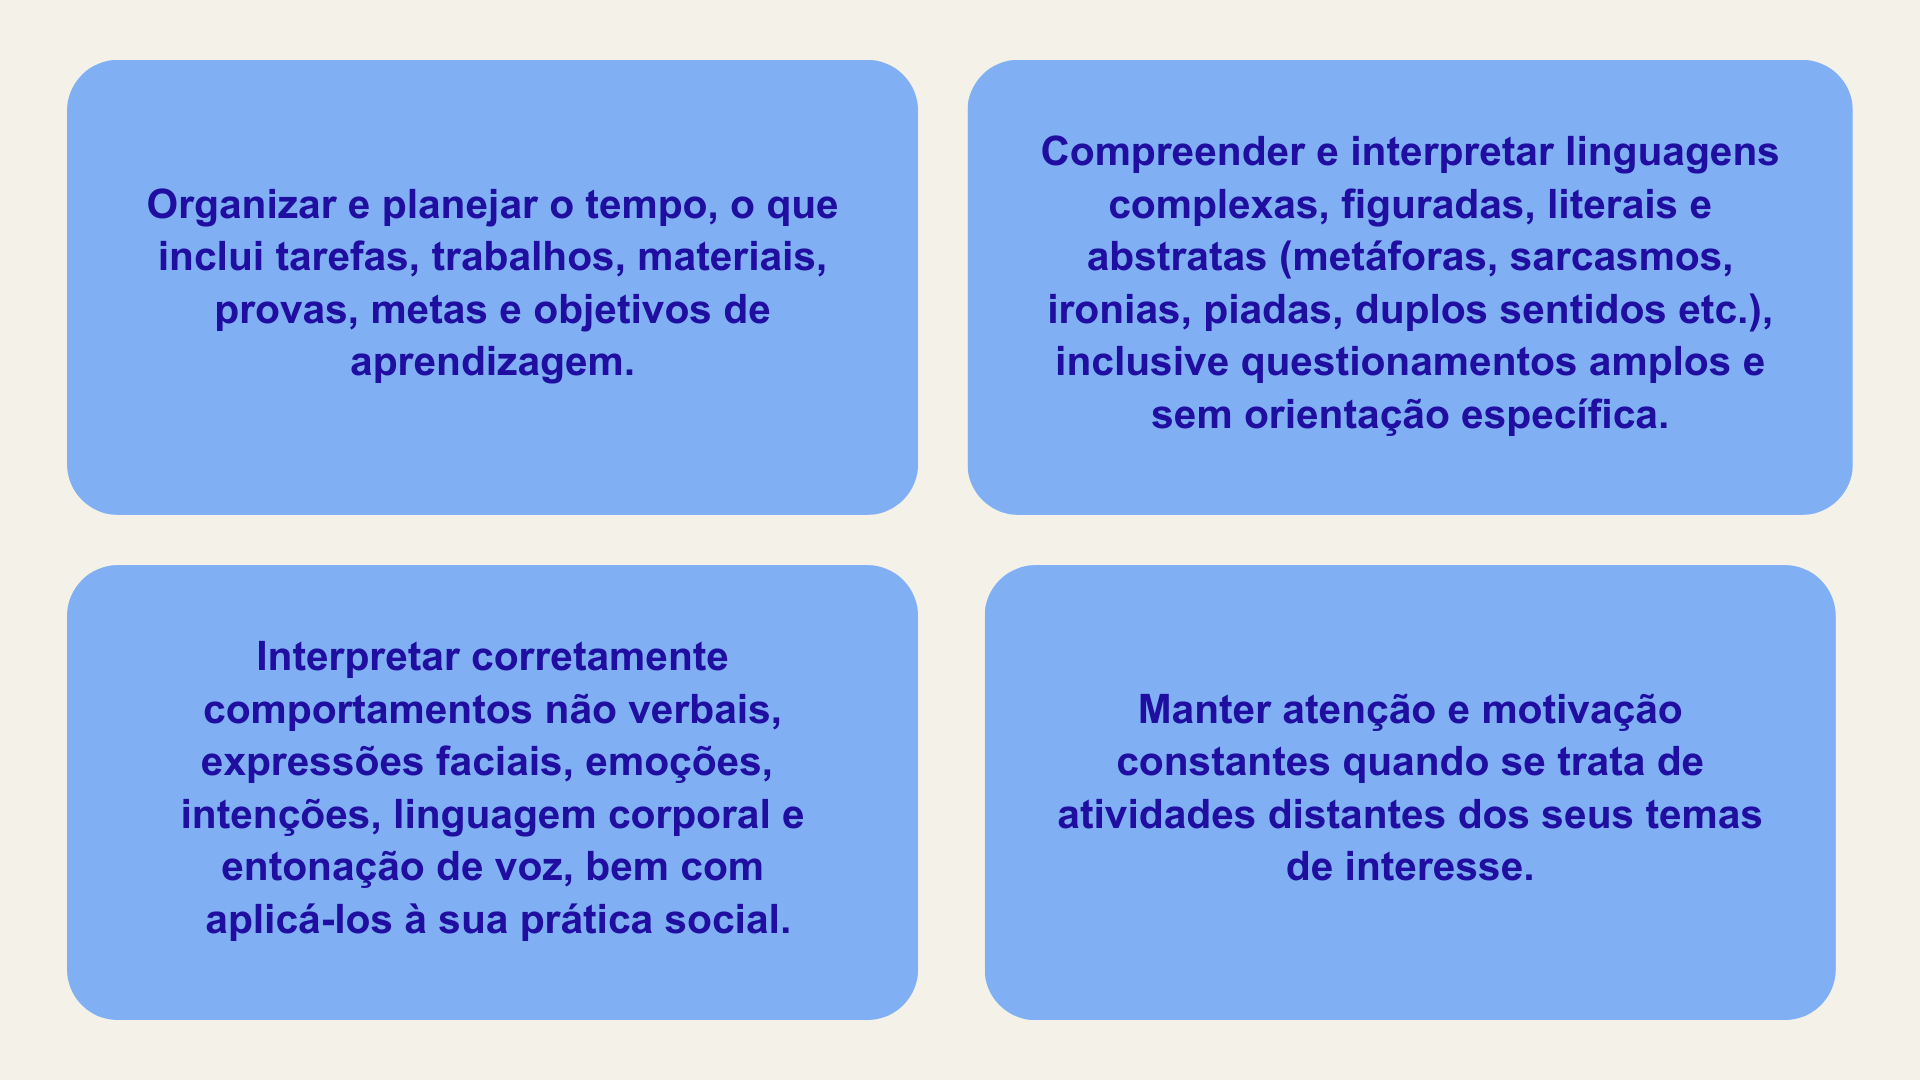 Organizar e planejar o tempo, o que
inclui tarefas, trabalhos, materiais,
provas, metas e objetivos de
aprendizagem.
Compreender e interpretar linguagens
complexas, figuradas, literais e
abstratas (metáforas, sarcasmos,
ironias, piadas, duplos sentidos etc.),
inclusive questionamentos amplos e
sem orientação específica.
Interpretar corretamente
comportamentos não verbais,
expressões faciais, emoções,
intenções, linguagem corporal e
entonação de voz, bem com
aplicá-los à sua prática social.
Manter atenção e motivação
constantes quando se trata de
atividades distantes dos seus temas
de interesse.